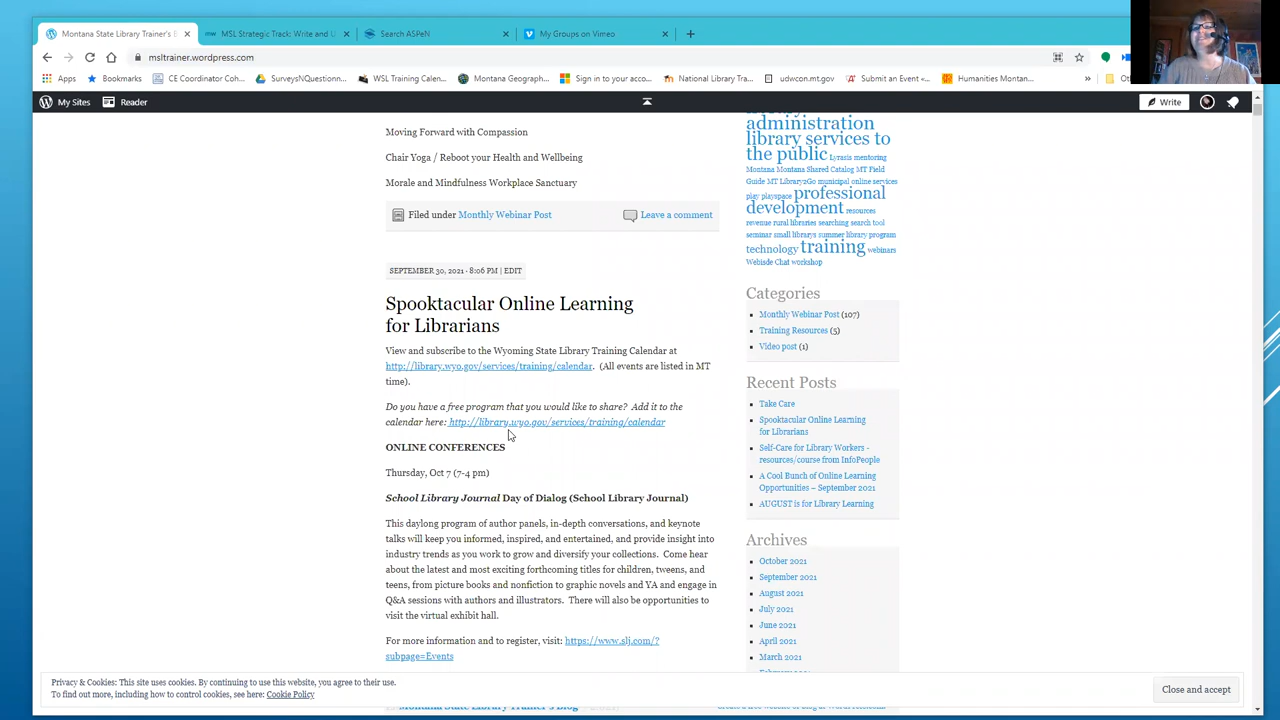 Montana State Library Trainer's B
MSL Strategic Track: Write and U
Search ASPeN
My Groups on Vimeo
msltrainer.wordpress.com
Apps
Bookmarks
CE Coordinator Coh...
SurveysNQuestionn...
WSL Training Calen...
Montana Geograph...
Sign in to your acco...
National Library Tra...
udwcon.mt.gov
Submit an Event «...
Humanities Montan...
»
My Sites
Reader
Write
Moving Forward with Compassion
Chair Yoga / Reboot your Health and Wellbeing
Morale and Mindfulness Workplace Sanctuary
Filed under Monthly Webinar Post
Leave a comment
SEPTEMBER 30, 2021 · 8:06 PM | EDIT
Spooktacular Online Learning
for Librarians
View and subscribe to the Wyoming State Library Training Calendar at
http://library.wyo.gov/services/training/calendar. (All events are listed in MT
time).
Do you have a free program that you would like to share? Add it to the
calendar here: http://library.wyo.gov/services/training/calendar
ONLINE CONFERENCES
Thursday, Oct 7 (7-4 pm)
School Library Journal Day of Dialog (School Library Journal)
This daylong program of author panels, in-depth conversations, and keynote
talks will keep you informed, inspired, and entertained, and provide insight into
industry trends as you work to grow and diversify your collections. Come hear
about the latest and most exciting forthcoming titles for children, tweens, and
teens, from picture books and nonfiction to graphic novels and YA and engage in
Q&A sessions with authors and illustrators. There will also be opportunities to
visit the virtual exhibit hall.
For more information and to register, visit: https://www.slj.com/?
subpage=Events
administration
library services to
the public Lyrasis mentoring
Montana Montana Shared Catalog MT Field
Guide MT Library2Go municipal online services
play playspace professional
development resources
revenue rural libraries searching search tool
seminar small librarys summer library program
technology training webinars
Webjade Chat workshop
Categories
Monthly Webinar Post (107)
Training Resources (5)
Video post (1)
Recent Posts
Take Care
Spooktacular Online Learning
for Librarians
Self-Care for Library Workers -
resources/course from InfoPeople
A Cool Bunch of Online Learning
Opportunities – September 2021
AUGUST is for Library Learning
Archives
October 2021
September 2021
August 2021
July 2021
June 2021
April 2021
March 2021
Privacy & Cookies: This site uses cookies. By continuing to use this website, you agree to their use.
To find out more, including how to control cookies, see here: Cookie Policy
Close and accept